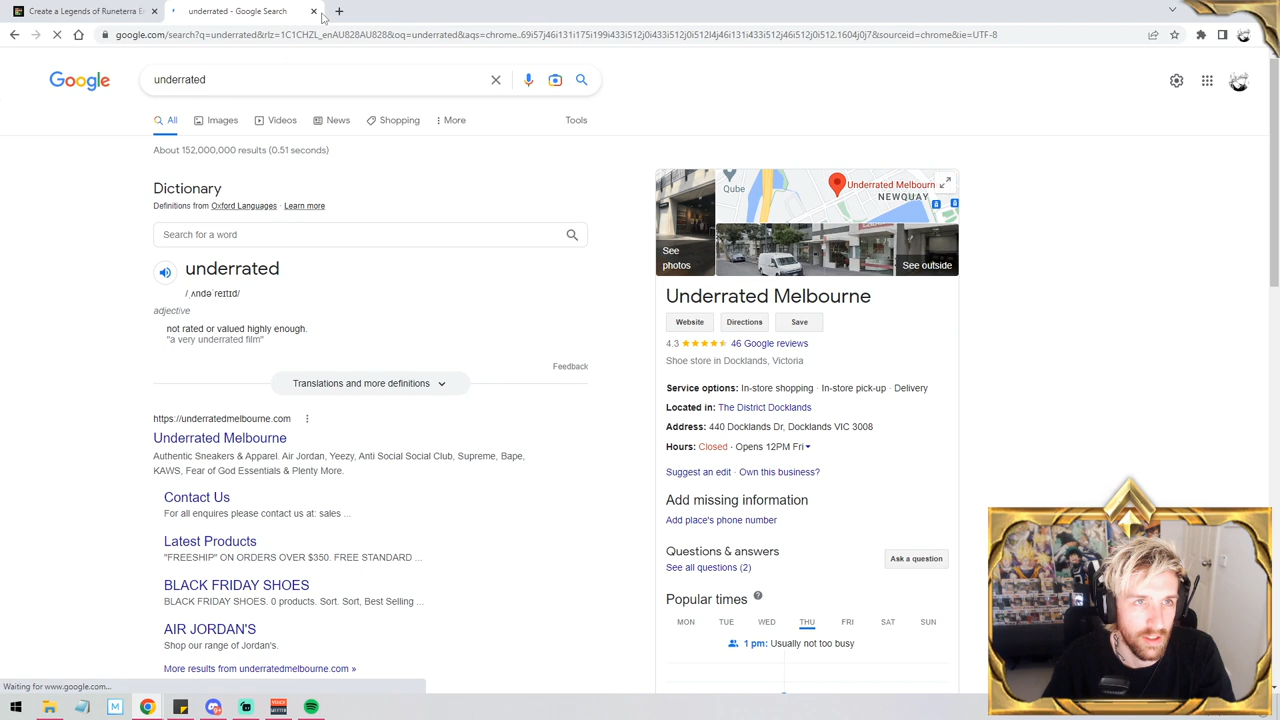 Create a Legends of Runeterra
underrated - Google Search
google.com/search?q=underrated&rlz=1C1CHZL_enAU828AU828&oq=underrated&aqs=chrome..69i57j46i131i175i199i433i512j0i433i512j0i512l4j46i131i433i512j0i512.1604j0j7&sourceid=chrome&ie=UTF-8
Google
underrated
All
Images
Videos
News
Shopping
More
Tools
About 152,000,000 results (0.51 seconds)
Dictionary
Definitions from Oxford Languages · Learn more
Search for a word
underrated
/ˌʌndəˈreɪtɪd/
adjective
not rated or valued highly enough.
"a very underrated film"
Feedback
Translations and more definitions
https://underratedmelbourne.com
Underrated Melbourne
Authentic Sneakers & Apparel. Air Jordan, Yeezy, Anti Social Social Club, Supreme, Bape,
KAWS, Fear of God Essentials & Plenty More.
Contact Us
For all enquires please contact us at: sales ...
Latest Products
"FREESHIP" ON ORDERS OVER $350. FREE STANDARD ...
BLACK FRIDAY SHOES
BLACK FRIDAY SHOES. 0 products. Sort. Sort, Best Selling ...
AIR JORDAN'S
Shop our range of Jordan's.
More results from underratedmelbourne.com »
Waiting for www.google.com...
Qube
Underrated Melbourn
NEWQUAY
See
photos
See outside
Underrated Melbourne
Website
Directions
Save
4.3
46 Google reviews
Shoe store in Docklands, Victoria
Service options: In-store shopping · In-store pick-up · Delivery
Located in: The District Docklands
Address: 440 Docklands Dr, Docklands VIC 3008
Hours: Closed · Opens 12PM Fri
Suggest an edit · Own this business?
Add missing information
Add place's phone number
Questions & answers
See all questions (2)
Ask a question
Popular times
MON
TUE
WED
THU
FRI
SAT
SUN
1 pm: Usually not too busy